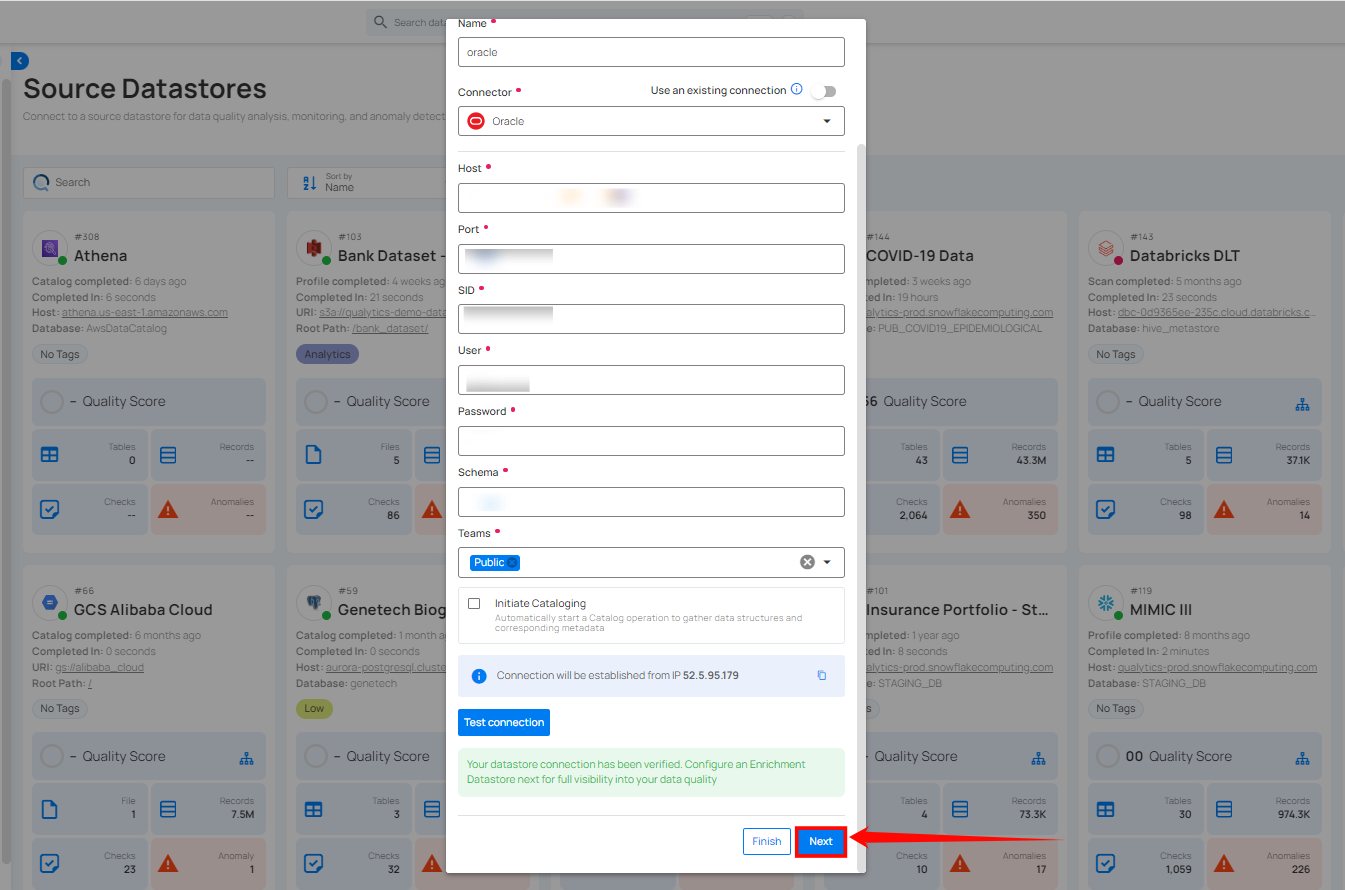 Search data
Source Datastores
Connect to a source datastore for data quality analysis, monitoring, and anomaly detect
Search
Sort by
Name
Name •
oracle
Connector •
Use an existing connection
Oracle
Host •
Port •
SID •
User •
Password •
Schema •
Teams •
Public
Initiate Cataloging
Automatically start a Catalog operation to gather data structures and
corresponding metadata
Connection will be established from IP 52.5.95.179
Test connection
Your datastore connection has been verified. Configure an Enrichment
Datastore next for full visibility into your data quality
Finish
Next
#308
Athena
Catalog completed: 6 days ago
Completed In: 6 seconds
Host: athena.us-east-1.amazonaws.com
Database: AwsDataCatalog
No Tags
– Quality Score
Tables
0
Records
--
Checks
--
Anomalies
--
#103
Bank Dataset -
Profile completed: 4 weeks ag
Completed In: 21 seconds
URI: s3a://qualytics-demo-data
Root Path: /bank_dataset/
Analytics
– Quality Score
Files
5
Checks
86
#144
COVID-19 Data
mpleted: 3 weeks ago
ed In: 19 hours
alytics-prod.snowflakecomputing.com
e: PUB_COVID19_EPIDEMIOLOGICAL
66 Quality Score
Tables
43
Records
43.3M
Checks
2,064
Anomalies
350
#143
Databricks DLT
Scan completed: 5 months ago
Completed In: 23 seconds
Host: dbc-0d9365ee-235c.cloud.databricks.c...
Database: hive_metastore
No Tags
– Quality Score
Tables
5
Records
37.1K
Checks
98
Anomalies
14
#66
GCS Alibaba Cloud
Catalog completed: 6 months ago
Completed In: 0 seconds
URI: gs://alibaba_cloud
Root Path: /
No Tags
– Quality Score
File
1
Records
7.5M
Checks
23
Anomaly
1
#59
Genetech Biog
Catalog completed: 1 month a
Completed In: 0 seconds
Host: aurora-postgresql.cluste
Database: genetech
Low
– Quality Score
Tables
3
Checks
32
#101
Insurance Portfolio - St...
mpleted: 1 year ago
ed In: 8 seconds
alytics-prod.snowflakecomputing.com
e: STAGING_DB
s
- Quality Score
Tables
4
Records
73.3K
Checks
10
Anomalies
17
#119
MIMIC III
Profile completed: 8 months ago
Completed In: 2 minutes
Host: qualytics-prod.snowflakecomputing.com
Database: STAGING_DB
No Tags
00 Quality Score
Tables
30
Records
974.3K
Checks
1,059
Anomalies
226